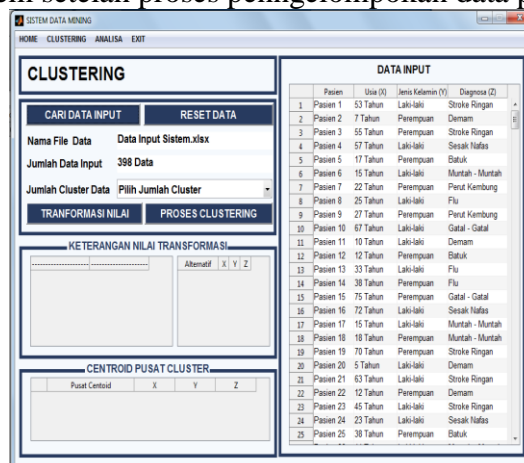 em setelah proses penngelompokan data p
SISTEM DATA MINING
HOME CLUSTERING ANALISA EXIT
CLUSTERING
CARI DATA INPUT RESET DATA
Nama File Data Data Input Sistem.xlsx
Jumlah Data Input 398 Data
Jumlah Cluster Data Pilih Jumlah Cluster
TRANFORMASI NILAI PROSES CLUSTERING
KETERANGAN NILAI TRANSFORMASI
Alternatif X Y Z
CENTROID PUSAT CLUSTER
Pusat Centoid X Y Z
DATA INPUT
Pasien Usia (X) Jenis Kelamin (Y) Diagnosa (Z)
1 Pasien 1 53 Tahun Laki-laki Stroke Ringan
2 Pasien 2 7 Tahun Perempuan Demam
3 Pasien 3 55 Tahun Perempuan Stroke Ringan
4 Pasien 4 57 Tahun Laki-laki Sesak Nafas
5 Pasien 5 17 Tahun Perempuan Batuk
6 Pasien 6 15 Tahun Laki-laki Muntah - Muntah
7 Pasien 7 22 Tahun Perempuan Perut Kembung
8 Pasien 8 25 Tahun Laki-laki Flu
9 Pasien 9 27 Tahun Perempuan Perut Kembung
10 Pasien 10 67 Tahun Laki-laki Gatal - Gatal
11 Pasien 11 10 Tahun Laki-laki Demam
12 Pasien 12 12 Tahun Perempuan Batuk
13 Pasien 13 33 Tahun Laki-laki Flu
14 Pasien 14 38 Tahun Perempuan Flu
15 Pasien 15 75 Tahun Perempuan Gatal - Gatal
16 Pasien 16 72 Tahun Laki-laki Sesak Nafas
17 Pasien 17 15 Tahun Laki-laki Muntah - Muntah
18 Pasien 18 18 Tahun Perempuan Muntah - Muntah
19 Pasien 19 70 Tahun Perempuan Stroke Ringan
20 Pasien 20 5 Tahun Laki-laki Demam
21 Pasien 21 63 Tahun Laki-laki Stroke Ringan
22 Pasien 22 12 Tahun Perempuan Demam
23 Pasien 23 45 Tahun Laki-laki Stroke Ringan
24 Pasien 24 23 Tahun Laki-laki Sesak Nafas
25 Pasien 25 38 Tahun Perempuan Batuk